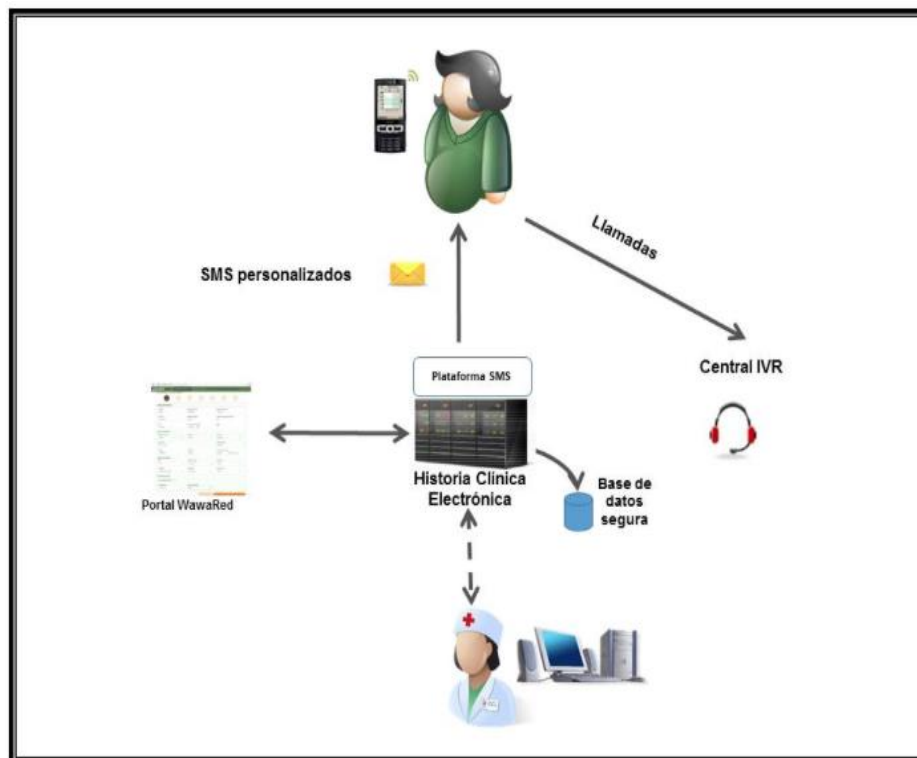 Llamadas
SMS personalizados
Central IVR
Plataforma SMS
Historia Clínica
Electrónica
Base de
datos
segura
Portal WawaRed